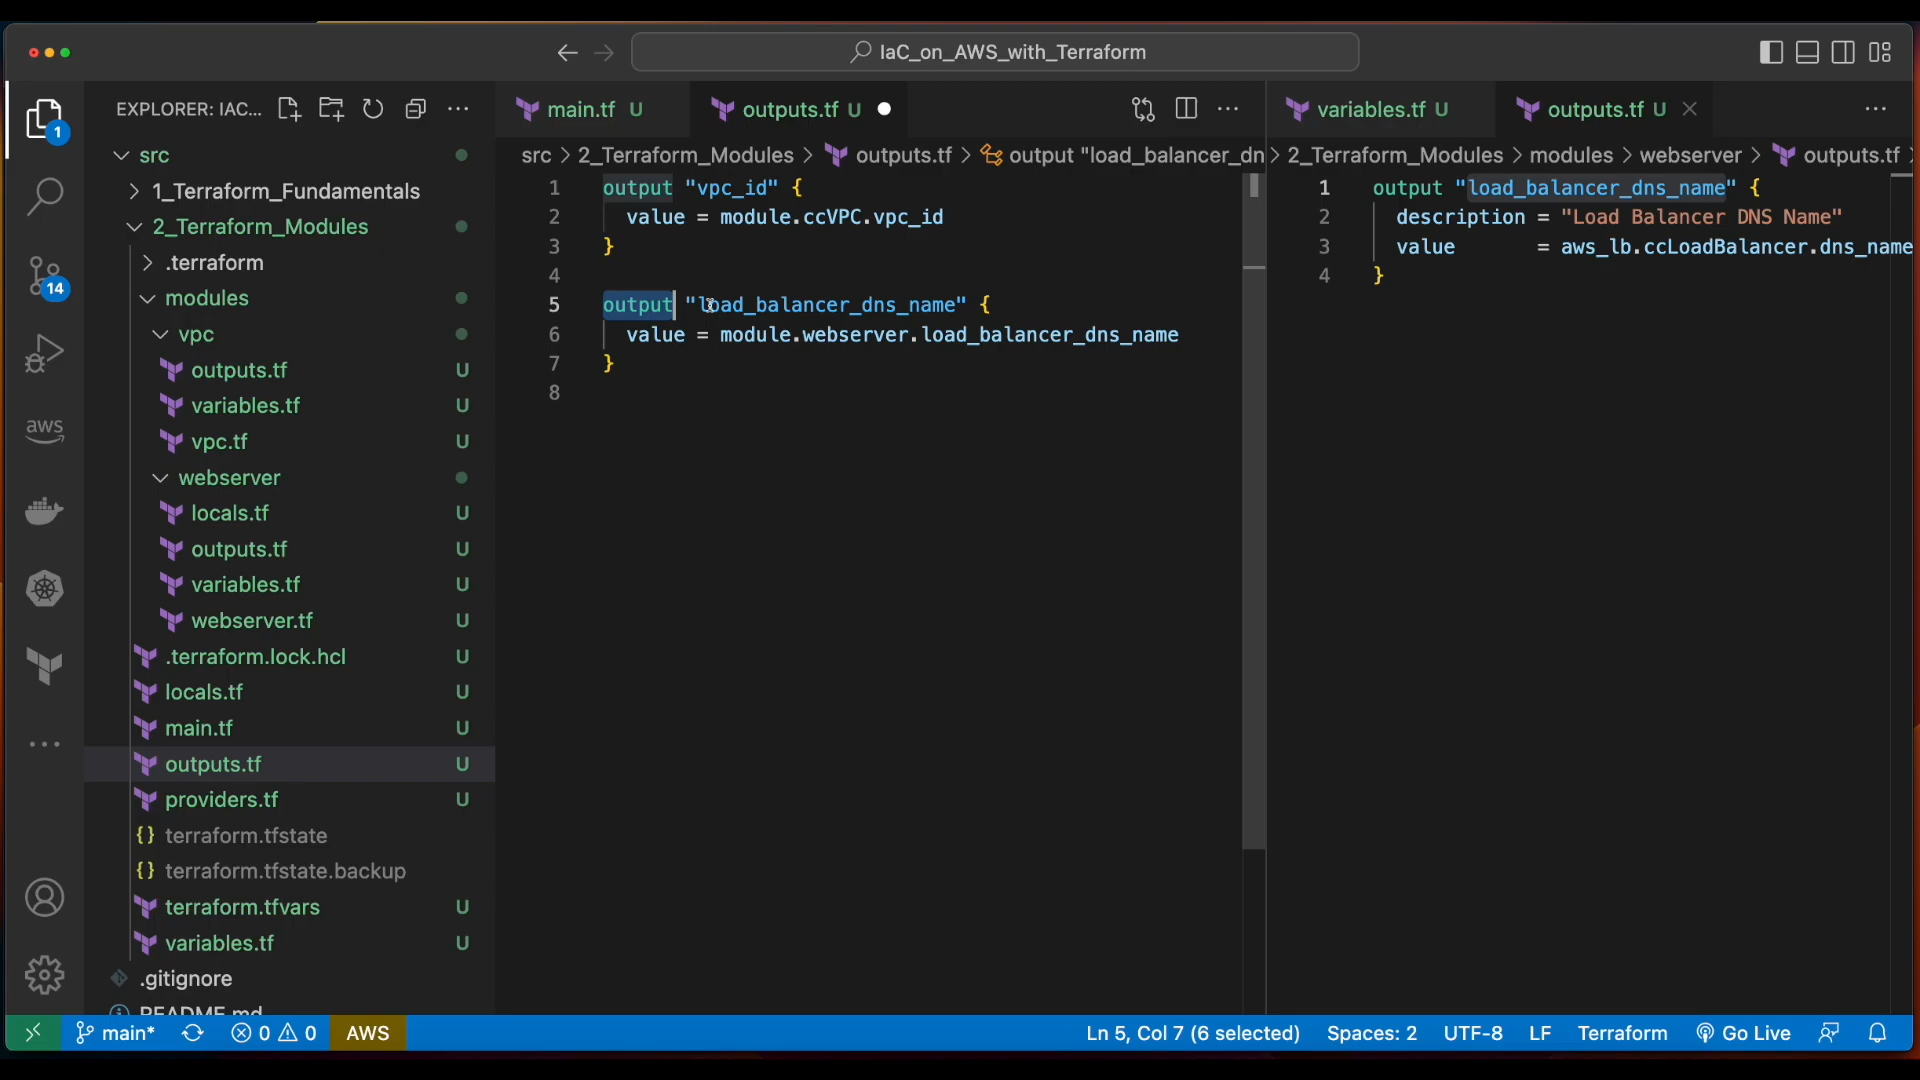 IaC_on_AWS_with_Terraform
EXPLORER: IAC...
main.tf U
outputs.tf U
variables.tf U
outputs.tf U
src > 2_Terraform_Modules > outputs.tf > output "load_balancer_dn
> 2_Terraform_Modules > modules > webserver > outputs.tf >
1
14
aws
src
1_Terraform_Fundamentals
2_Terraform_Modules
.terraform
modules
vpc
outputs.tf U
variables.tf U
vpc.tf U
webserver
locals.tf U
outputs.tf U
variables.tf U
webserver.tf U
.terraform.lock.hcl U
locals.tf U
main.tf U
outputs.tf U
providers.tf U
{} terraform.tfstate
{} terraform.tfstate.backup
terraform.tfvars U
variables.tf U
.gitignore
README.md
1 output "vpc_id" {
2 value = module.ccVPC.vpc_id
3 }
4
5 output "load_balancer_dns_name" {
6 value = module.webserver.load_balancer_dns_name
7 }
8
1 output "load_balancer_dns_name" {
2 description = "Load Balancer DNS Name"
3 value = aws_lb.ccLoadBalancer.dns_name
4 }
main* 0 0 AWS
Ln 5, Col 7 (6 selected) Spaces: 2 UTF-8 LF Terraform Go Live